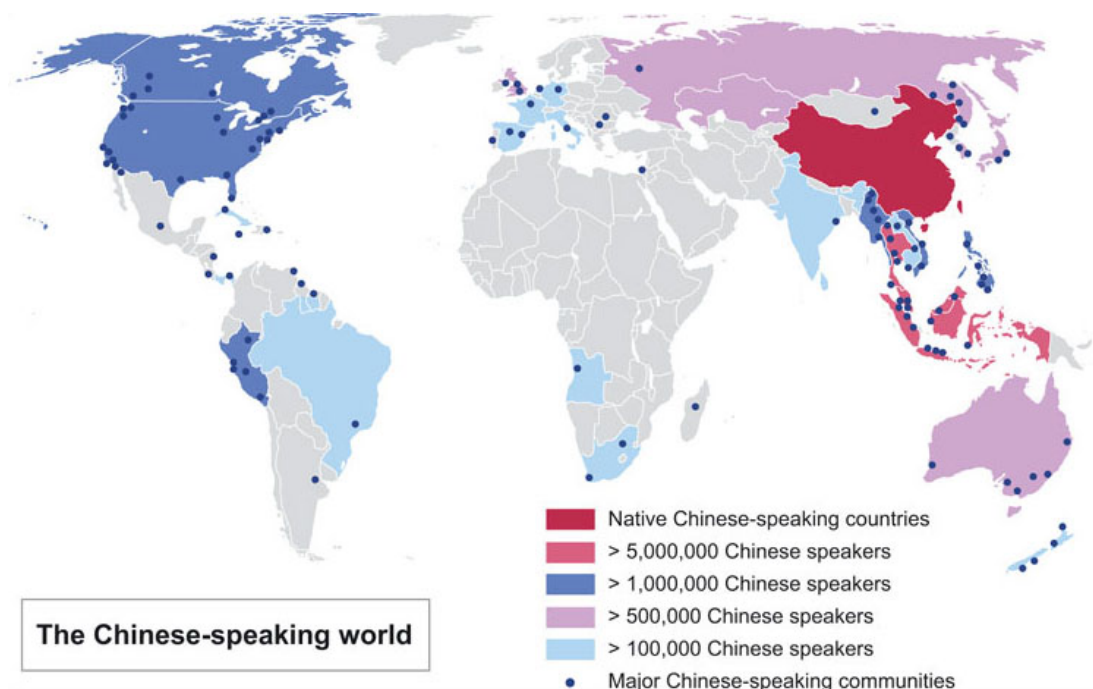 Native Chinese-speaking countries
> 5,000,000 Chinese speakers
> 1,000,000 Chinese speakers
> 500,000 Chinese speakers
> 100,000 Chinese speakers
Major Chinese-speaking communities
The Chinese-speaking world